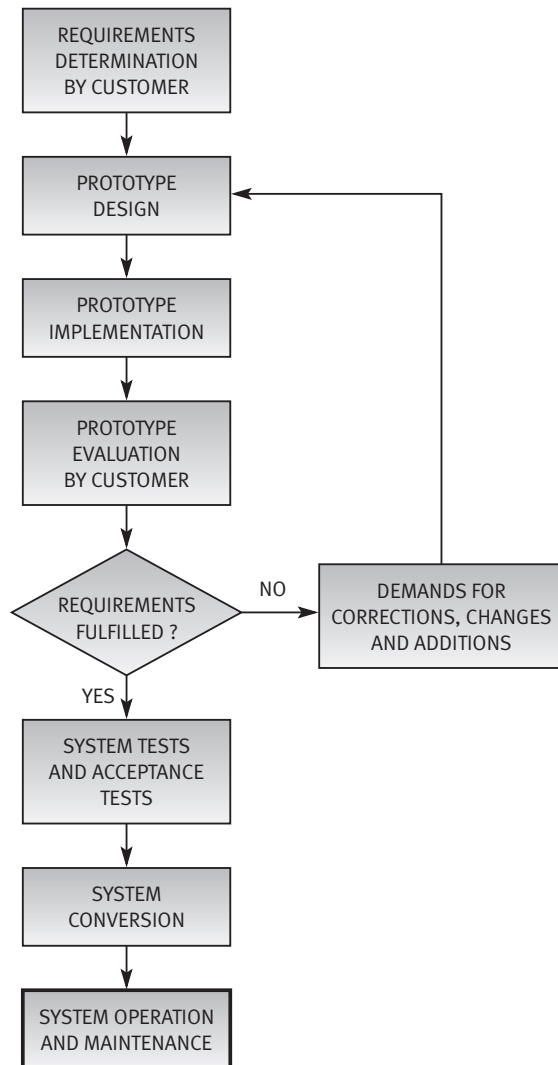 REQUIREMENTS
DETERMINATION
BY CUSTOMER
PROTOTYPE
DESIGN
PROTOTYPE
IMPLEMENTATION
PROTOTYPE
EVALUATION
BY CUSTOMER
REQUIREMENTS
FULFILLED ?
NO
DEMANDS FOR
CORRECTIONS, CHANGES
AND ADDITIONS
YES
SYSTEM TESTS
AND ACCEPTANCE
TESTS
SYSTEM
CONVERSION
SYSTEM OPERATION
AND MAINTENANCE